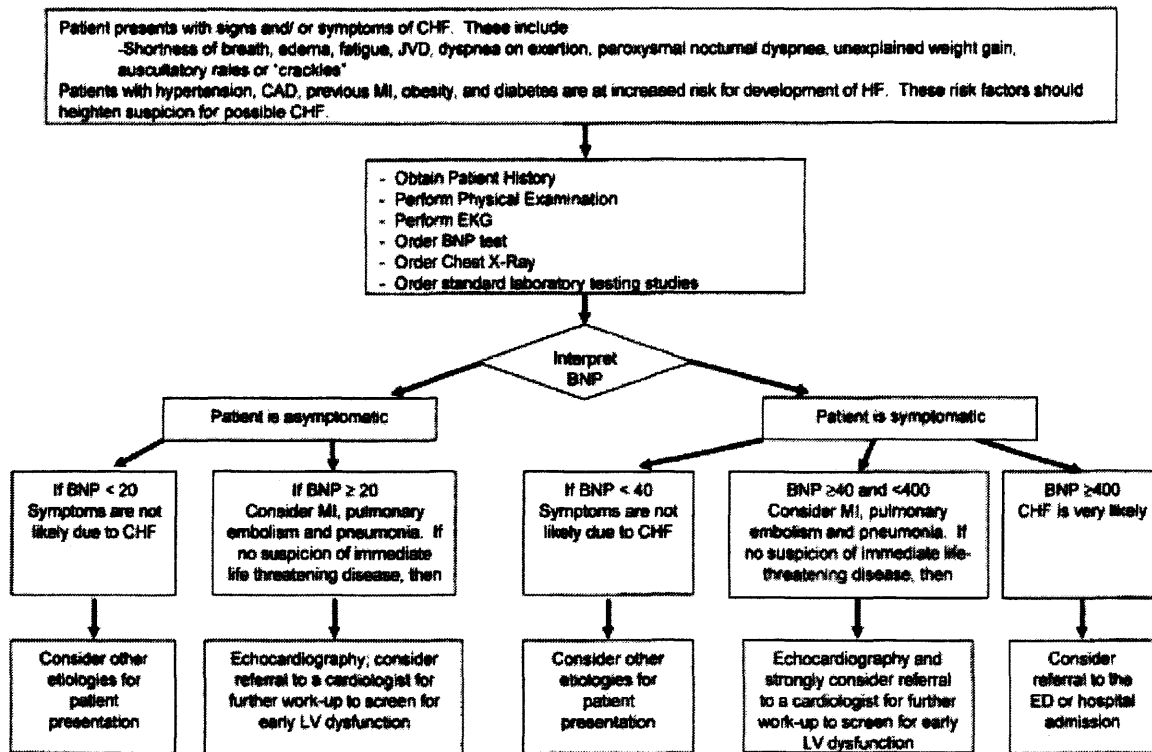 Patient presents with signs and/ or symptoms of CHF. These include
-Shortness of breath, edema, fatigue, JVD, dyspnea on exertion, paroxysmal nocturnal dyspnea, unexplained weight gain,
auscultatory rales or "crackles"
Patients with hypertension, CAD, previous MI, obesity, and diabetes are at increased risk for development of HF. These risk factors should
heighten suspicion for possible CHF.
- Obtain Patient History
- Perform Physical Examination
- Perform EKG
- Order BNP test
- Order Chest X-Ray
- Order standard laboratory testing studies
Interpret
BNP
Patient is asymptomatic
Patient is symptomatic
If BNP < 20
Symptoms are not
likely due to CHF
If BNP ≥ 20
Consider MI, pulmonary
embolism and pneumonia. If
no suspicion of immediate
life threatening disease, then
If BNP < 40
Symptoms are not
likely due to CHF
BNP ≥40 and <400
Consider MI, pulmonary
embolism and pneumonia. If
no suspicion of immediate life-
threatening disease, then
BNP ≥400
CHF is very likely
Consider other
etiologies for
patient
presentation
Echocardiography; consider
referral to a cardiologist for
further work-up to screen for
early LV dysfunction
Consider other
etiologies for
patient
presentation
Echocardiography and
strongly consider referral
to a cardiologist for further
work-up to screen for early
LV dysfunction
Consider
referral to the
ED or hospital
admission